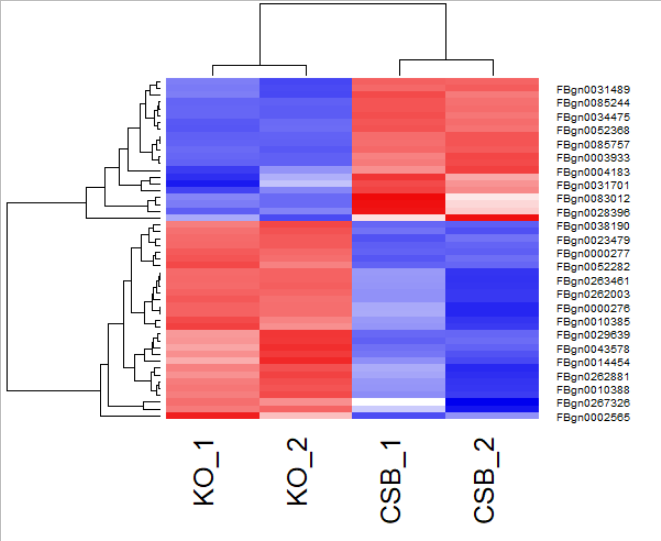 FBgn0031489
FBgn0085244
FBgn0034475
FBgn0052368
FBgn0085757
FBgn0003933
FBgn0004183
FBgn0031701
FBgn0083012
FBgn0028396
FBgn0038190
FBgn0023479
FBgn0000277
FBgn0052282
FBgn0263461
FBgn0262003
FBgn0000276
FBgn0010385
FBgn0029639
FBgn0043578
FBgn0014454
FBgn0262881
FBgn0010388
FBgn0267326
FBgn0002565
KO_1
KO_2
CSB_1
CSB_2